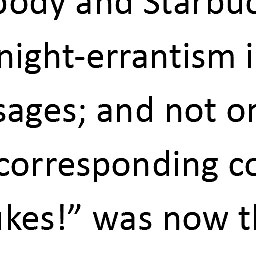 body and Starbuc
night-errantism i
sages; and not or
corresponding co
ukes!” was now th